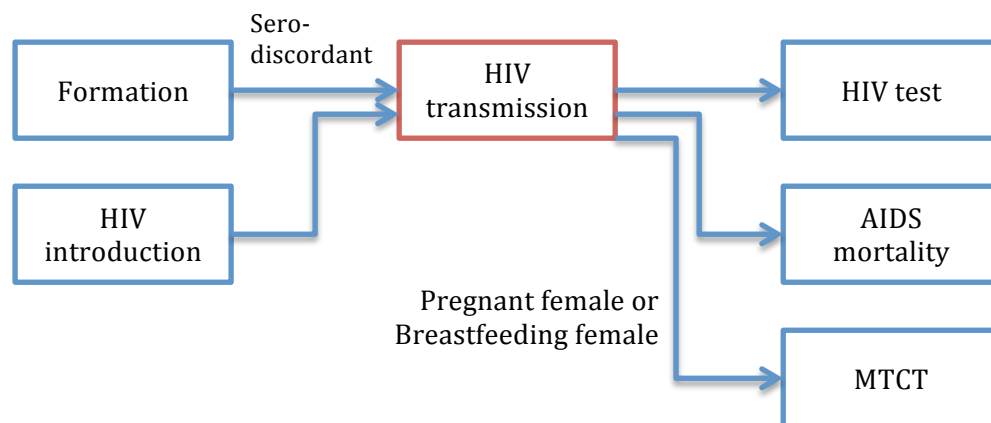 Sero-
discordant
Formation
HIV
transmission
HIV test
HIV
introduction
AIDS
mortality
Pregnant female or
Breastfeeding female
MTCT